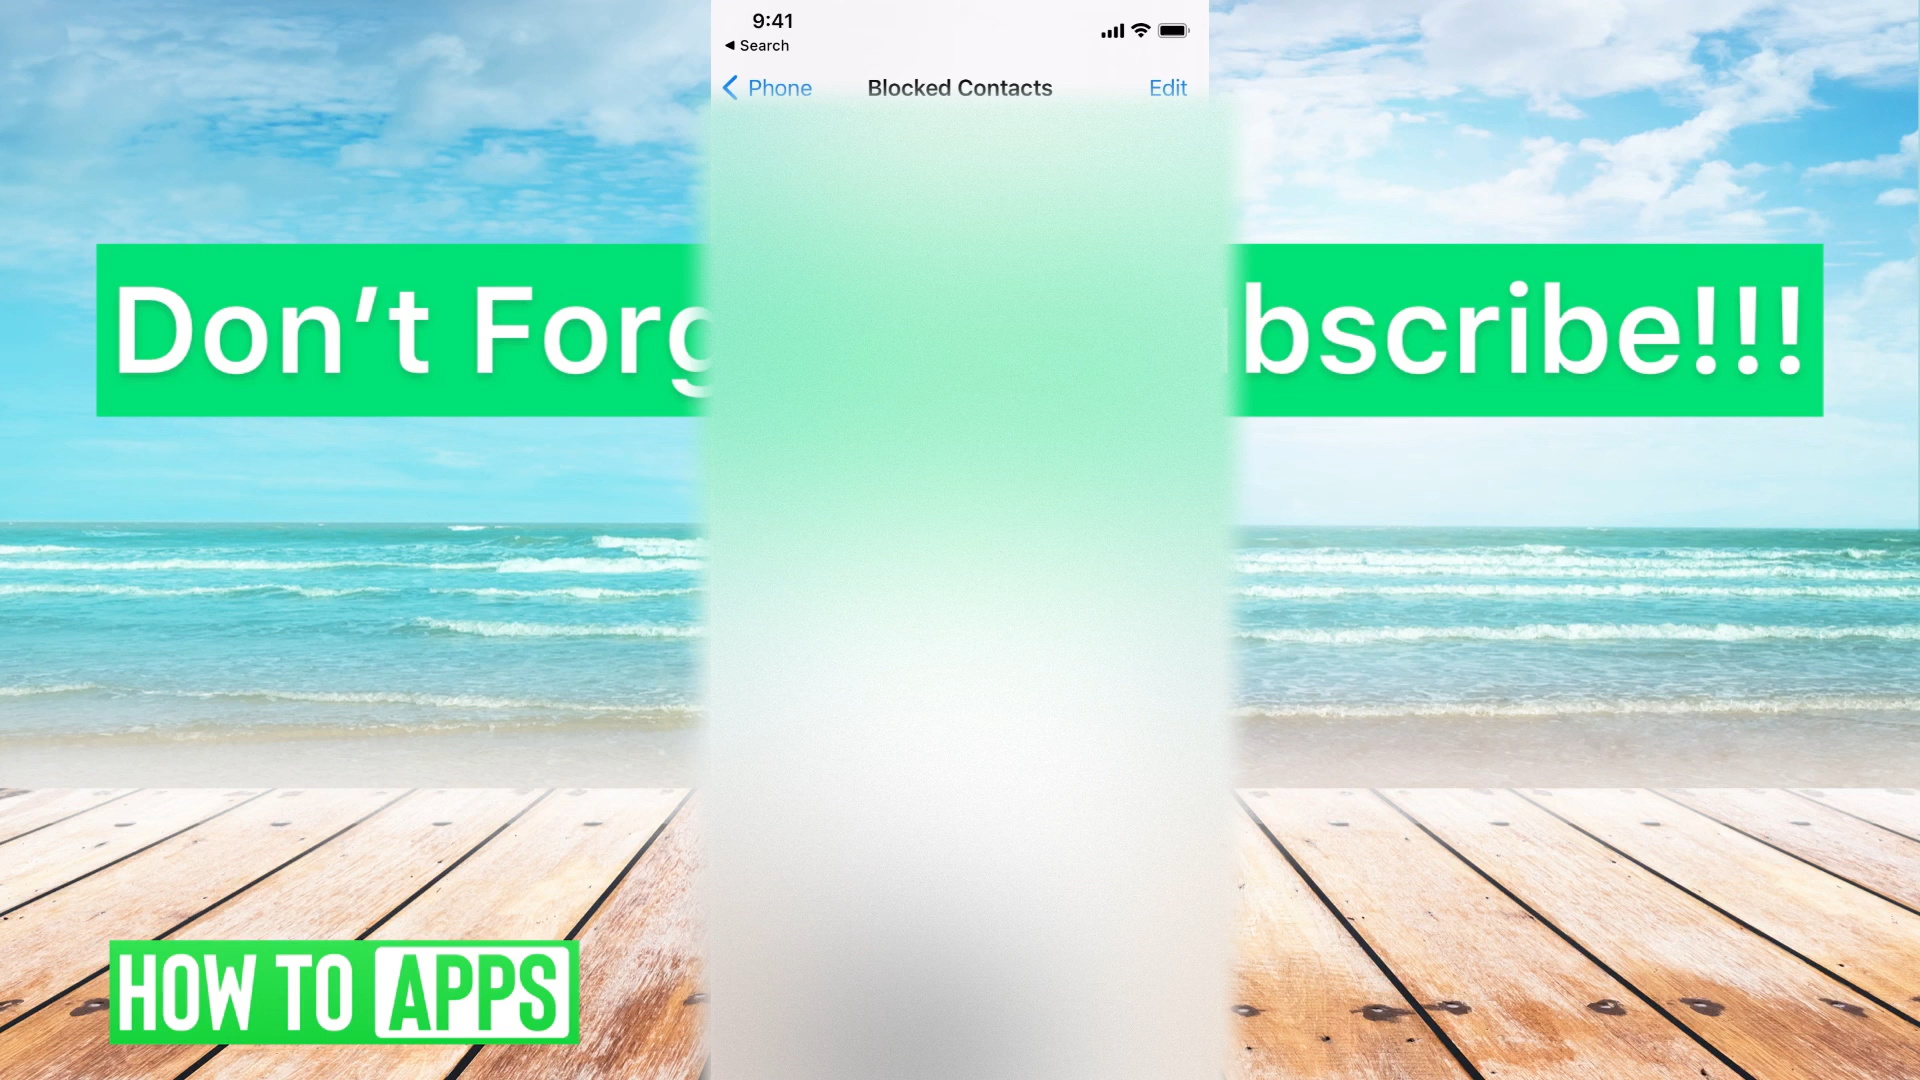 9:41
Search
Phone
Blocked Contacts
Edit
Don't Forg
bscribe!!!
HOW TO APPS